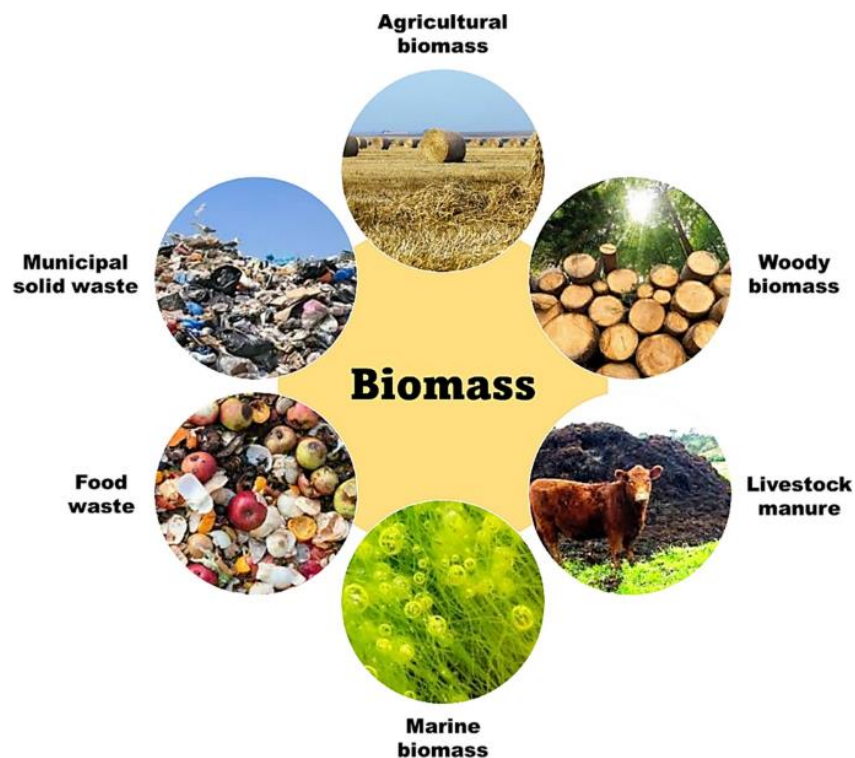 Agricultural
biomass
Municipal
solid waste
Woody
biomass
Biomass
Food
waste
Livestock
manure
Marine
biomass